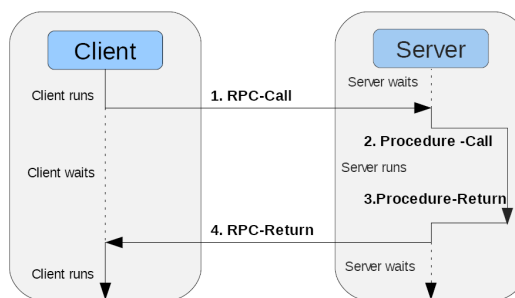 Client
Server
Server waits
Client runs
1. RPC-Call
2. Procedure -Call
Client waits
Server runs
3.Procedure-Return
4. RPC-Return
Client runs
Server waits